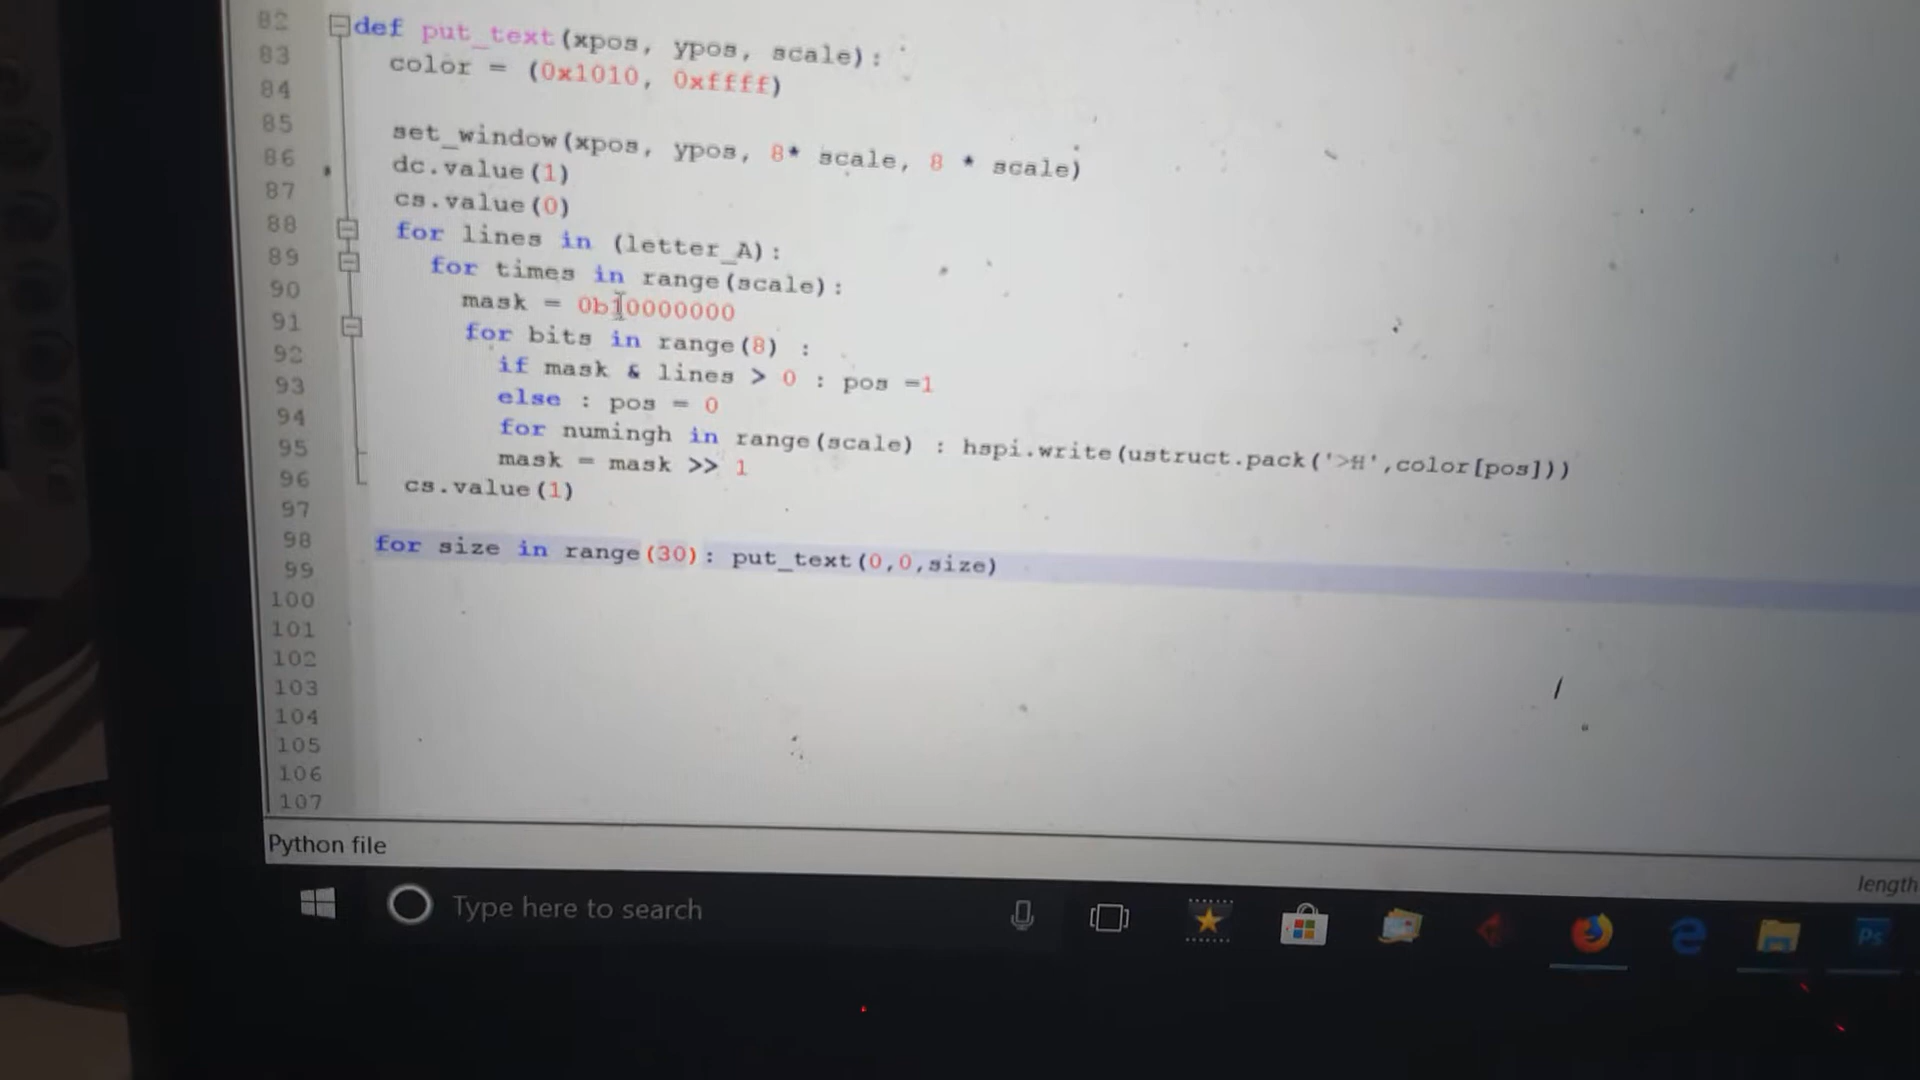 82 def put_text(xpos, ypos, scale):
83 color = (0x1010, 0xffff)
84
85 set_window(xpos, ypos, 8* scale, 8 * scale)
86 dc.value(1)
87 cs.value(0)
88 for lines in (letter_A):
89 for times in range(scale):
90 mask = 0b10000000
91 for bits in range(8) :
92 if mask & lines > 0 : pos =1
93 else : pos = 0
94 for numingh in range(scale) : hspi.write(ustruct.pack('>H',color[pos]))
95 mask = mask >> 1
96 cs.value(1)
97
98 for size in range(30): put_text(0,0,size)
99
100
101
102
103
104
105
106
107
Python file
length
Type here to search
Ps